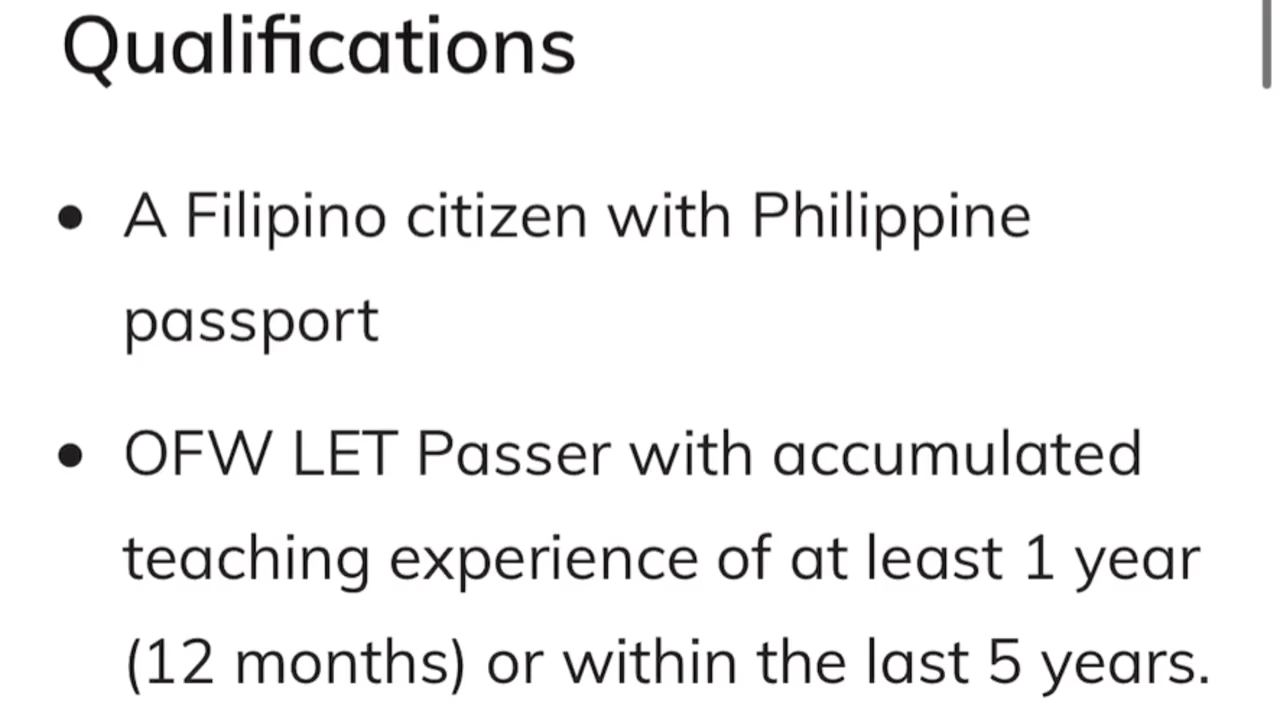 Qualifications
• A Filipino citizen with Philippine
passport
• OFW LET Passer with accumulated
teaching experience of at least 1 year
(12 months) or within the last 5 years.